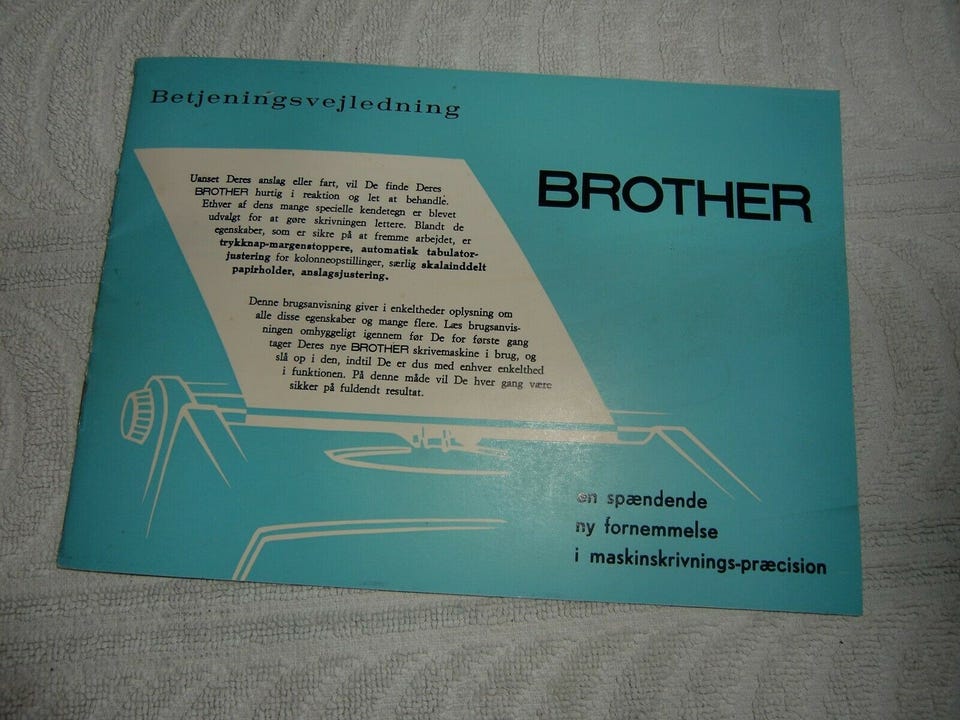 Betjeningsvejledning
BROTHER
Uanset Deres anslag eller fart, vil De finde Deres
BROTHER hurtig i reaktion og let at behandle.
Ethver af dens mange specielle kendetegn er blevet
udvalgt for at gøre skrivningen lettere. Blandt de
egenskaber, som er sikre på at fremme arbejdet, er
trykknap-margenstoppere, automatisk tabulator-
justering for kolonneopstillinger, særlig skalainddelt
papirholder, anslagsjustering.
Denne brugsanvisning giver i enkeltheder oplysning om
alle disse egenskaber og mange flere. Læs brugsanvis-
ningen omhyggeligt igennem før De for første gang
tager Deres nye BROTHER skrivemaskine i brug, og
slå op i den, indtil De er dus med enhver enkelthed
i funktionen. På denne måde vil De hver gang være
sikker på fuldendt resultat.
en spændende
ny fornemmelse
i maskinskrivnings-præcision